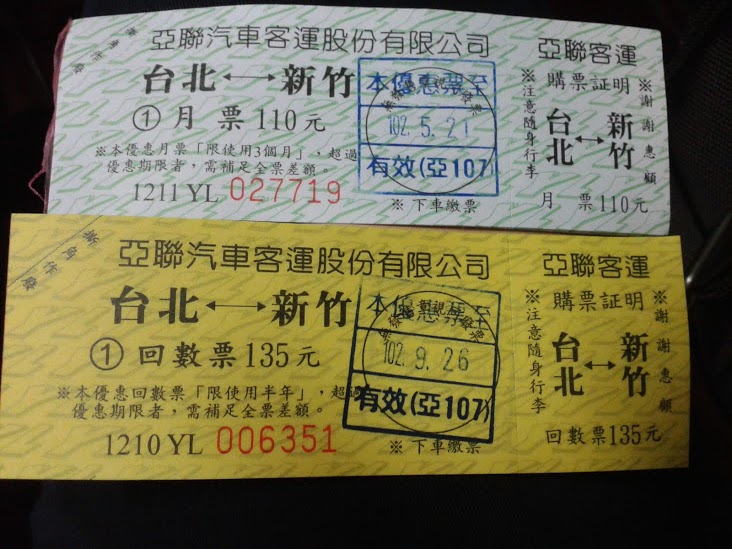 撕角作廢
亞聯汽車客運股份有限公司
台北←→新竹
①月票110元
※本優惠月票「限使用3個月」，超過
優惠期限者，需補足全票差額。
1211 YL 027719
※下車繳票
本優惠票至
102.5.21
有效(亞107)
亞聯客運
購票証明
※謝謝惠顧
新竹
←→
台北
※注意隨身行李
月票110元
撕角作廢
亞聯汽車客運股份有限公司
台北←→新竹
①回數票135元
※本優惠回數票「限使用半年」，超過
優惠期限者，需補足全票差額。
1210 YL 006351
※下車繳票
本優惠票至
102.9.26
有效(亞107)
亞聯客運
購票証明
※謝謝惠顧
新竹
←→
台北
※注意隨身行李
回數票135元